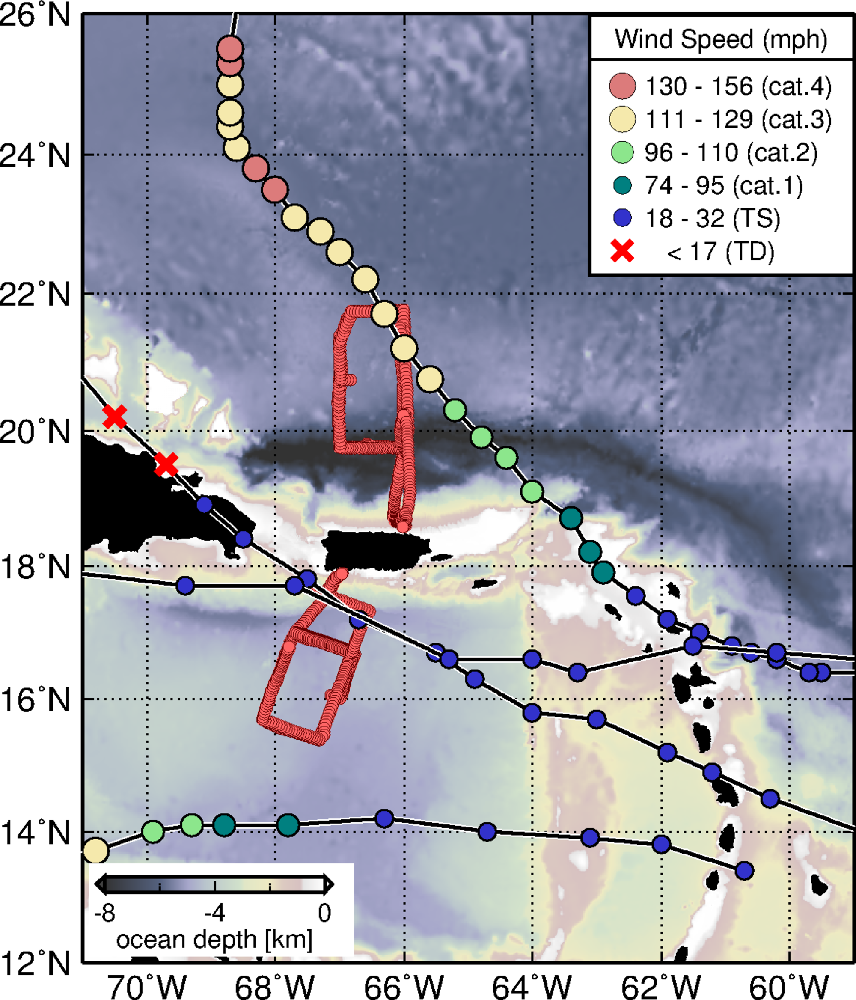 26°N
24°N
22°N
20°N
18°N
16°N
14°N
12°N
Wind Speed (mph)
130 - 156 (cat.4)
111 - 129 (cat.3)
96 - 110 (cat.2)
74 - 95 (cat.1)
18 - 32 (TS)
< 17 (TD)
-8 -4 0
ocean depth [km]
70°W 68°W 66°W 64°W 62°W 60°W